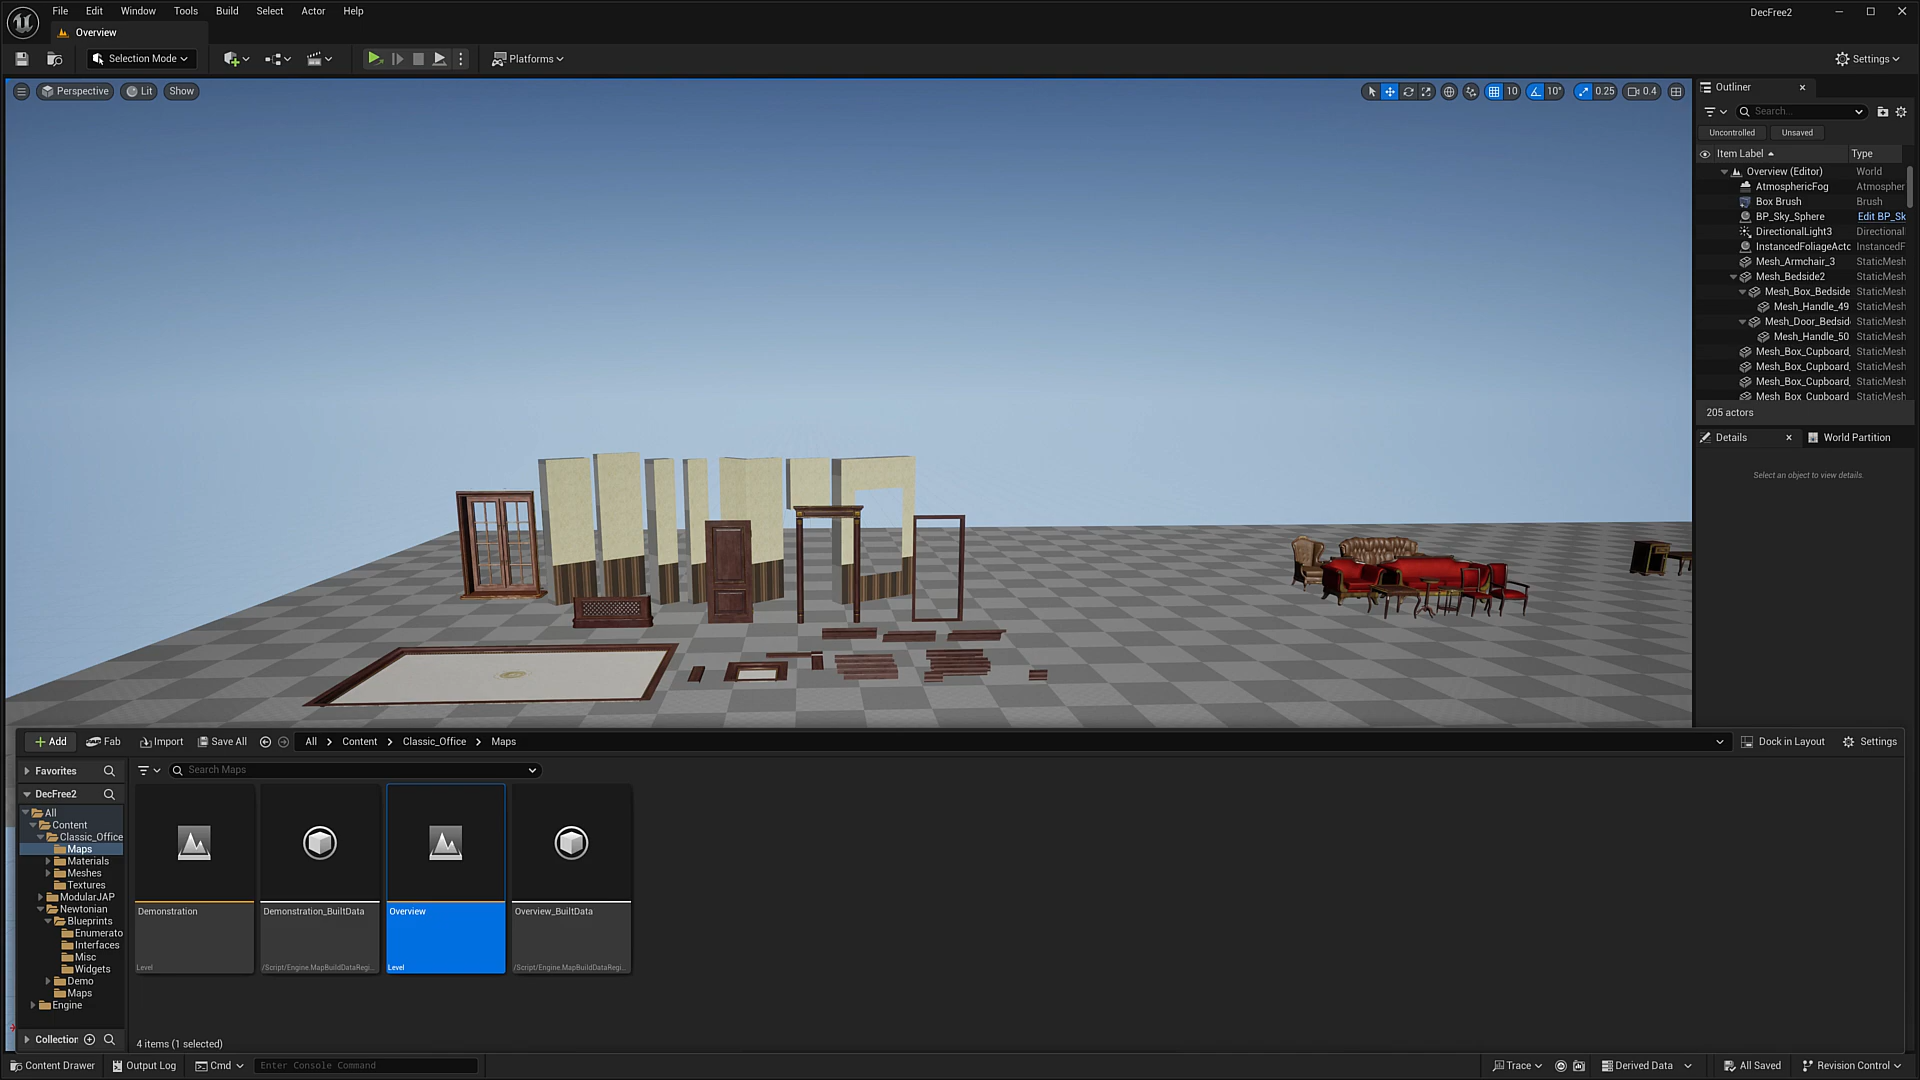 File Edit Window Tools Build Select Actor Help
DecFree2
Overview
Selection Mode
Platforms
Settings
Perspective Lit Show
10 10° 0.25 0.4
Outliner
Search...
Uncontrolled Unsaved
Item Label Type
Overview (Editor) World
AtmosphericFog Atmospher
Box Brush Brush
BP_Sky_Sphere Edit BP_Sk
DirectionalLight3 Directional
InstancedFoliageActo InstancedF
Mesh_Armchair_3 StaticMesh
Mesh_Bedside2 StaticMesh
Mesh_Box_Bedside StaticMesh
Mesh_Handle_49 StaticMesh
Mesh_Door_Bedsid StaticMesh
Mesh_Handle_50 StaticMesh
Mesh_Box_Cupboard_ StaticMesh
Mesh_Box_Cupboard_ StaticMesh
Mesh_Box_Cupboard_ StaticMesh
Mesh_Box_Cupboard StaticMesh
205 actors
Details World Partition
Select an object to view details.
Add Fab Import Save All All Content Classic_Office Maps
Dock in Layout Settings
Favorites
Search Maps
DecFree2
All
Content
Classic_Office
Maps
Materials
Meshes
Textures
ModularJAP
Newtonian
Blueprints
Enumerato
Interfaces
Misc
Widgets
Demo
Maps
Engine
Collection
Demonstration
Level
Demonstration_BuiltData
/Script/Engine.MapBuildDataRegi...
Overview
Level
Overview_BuiltData
/Script/Engine.MapBuildDataRegi...
4 items (1 selected)
Content Drawer Output Log Cmd Enter Console Command
Trace Derived Data All Saved Revision Control